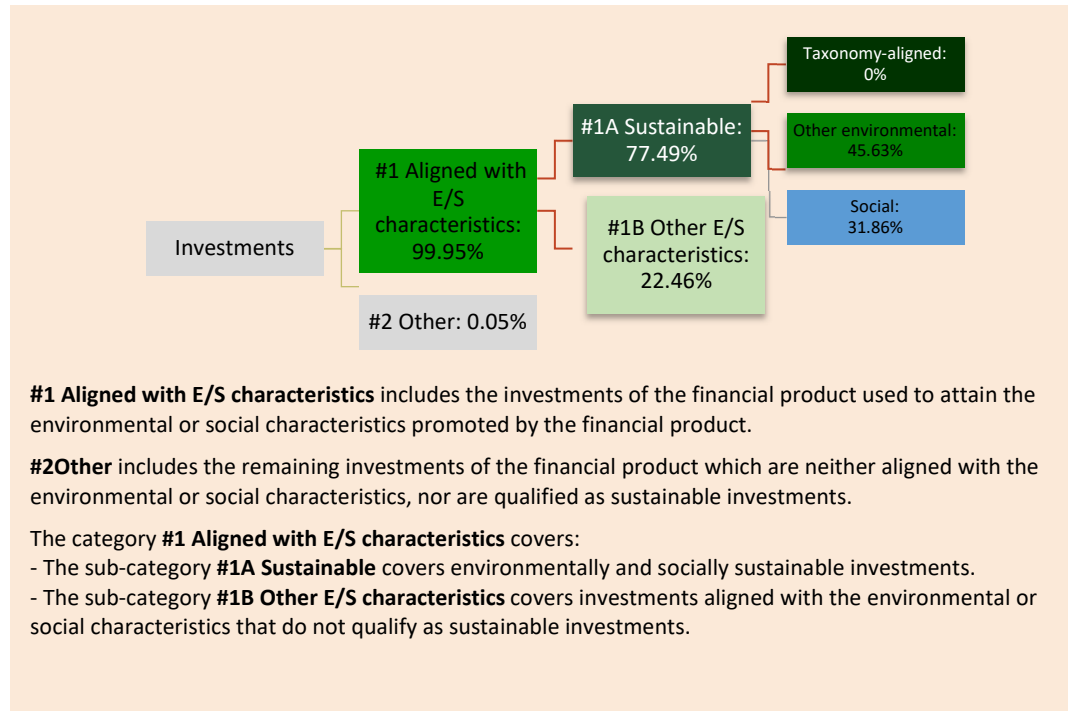 Taxonomy-aligned:
0%
#1A Sustainable:
77.49%
Other environmental:
45.63%
#1 Aligned with
E/S
characteristics:
99.95%
Social:
31.86%
Investments
#1B Other E/S
characteristics:
22.46%
#2 Other: 0.05%
#1 Aligned with E/S characteristics includes the investments of the financial product used to attain the
environmental or social characteristics promoted by the financial product.
#2Other includes the remaining investments of the financial product which are neither aligned with the
environmental or social characteristics, nor are qualified as sustainable investments.
The category #1 Aligned with E/S characteristics covers:
- The sub-category #1A Sustainable covers environmentally and socially sustainable investments.
- The sub-category #1B Other E/S characteristics covers investments aligned with the environmental or
social characteristics that do not qualify as sustainable investments.